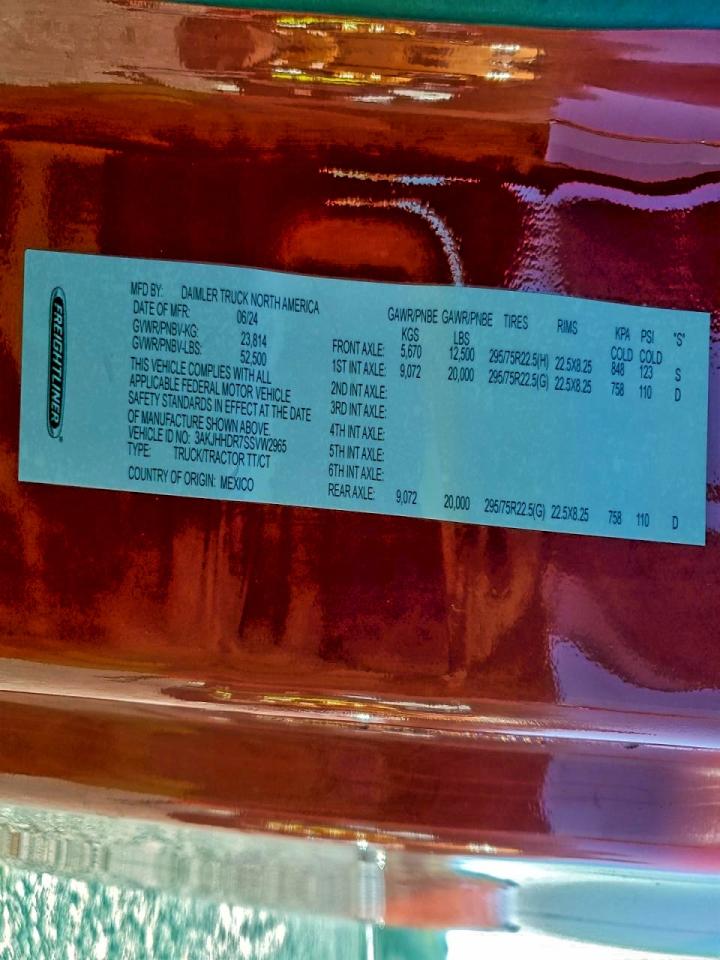 FREIGHTLINER
MFD BY: DAIMLER TRUCK NORTH AMERICA
DATE OF MFR: 06/24
GVWR/PNBV-KG: 23,814
GVWR/PNBV-LBS: 52,500
THIS VEHICLE COMPLIES WITH ALL
APPLICABLE FEDERAL MOTOR VEHICLE
SAFETY STANDARDS IN EFFECT AT THE DATE
OF MANUFACTURE SHOWN ABOVE.
VEHICLE ID NO: 3AKJHHDR7SSVW2965
TYPE: TRUCK/TRACTOR TT/CT
COUNTRY OF ORIGIN: MEXICO
GAWR/PNBE GAWR/PNBE TIRES RIMS KPA PSI "S"
KGS LBS COLD COLD
FRONT AXLE: 5,670 12,500 295/75R22.5(H) 22.5X8.25 848 123 S
1ST INT AXLE: 9,072 20,000 295/75R22.5(G) 22.5X8.25 758 110 D
2ND INT AXLE:
3RD INT AXLE:
4TH INT AXLE:
5TH INT AXLE:
6TH INT AXLE:
REAR AXLE: 9,072 20,000 295/75R22.5(G) 22.5X8.25 758 110 D